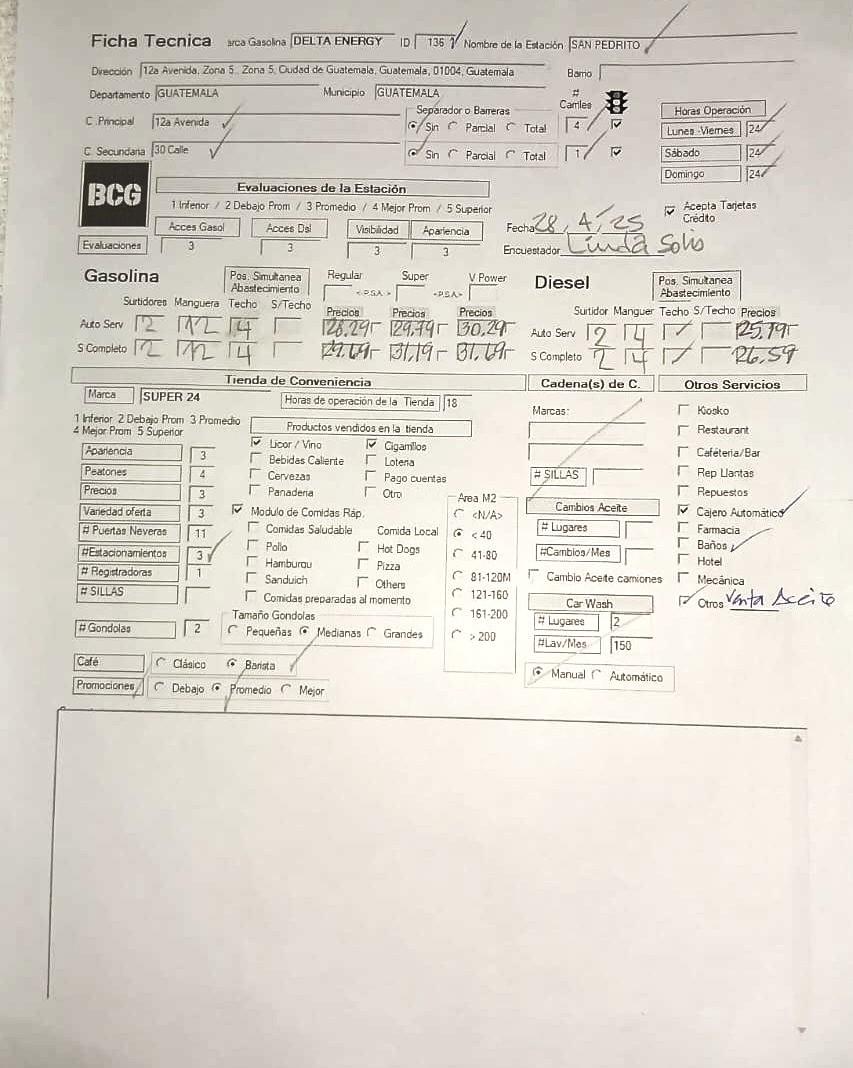 Ficha Tecnica arca Gasolina DELTA ENERGY ID 136 Nombre de la Estación SAN PEDRITO
Dirección 12a Avenida, Zona 5, Zona 5, Ciudad de Guatemala, Guatemala, 01004, Guatemala Barrio
Departamento GUATEMALA Municipio GUATEMALA # Carriles
Separador o Barreras Horas Operación
C. Principal 12a Avenida Sin Parcial Total 4 Lunes-Viernes 24
C. Secundaria 30 Calle Sin Parcial Total 1 Sábado 24
Domingo 24
BCG Evaluaciones de la Estación
1 Inferior / 2 Debajo Prom / 3 Promedio / 4 Mejor Prom / 5 Superior
Acepta Tarjetas Crédito
Acces Gasol Acces Dsl Visibilidad Apariencia Fecha 28, 4, 25
Evaluaciones 3 3 3 3 Encuestador Linda Solis
Gasolina Pos. Simultanea Abastecimiento Regular Super V Power Diesel Pos. Simultanea Abastecimiento
<-P.S.A.-> <-P.S.A->
Surtidores Manguera Techo S/Techo Precios Precios Precios Surtidor Manguer Techo S/Techo Precios
Auto Serv 2 12 4 29.79 30.29 Auto Serv 2 4 25.79
S Completo 2 12 4 29.69 31.19 31.69 S Completo 2 4 26.59
Tienda de Conveniencia Cadena(s) de C. Otros Servicios
Marca SUPER 24 Horas de operación de la Tienda 18
1 Inferior 2 Debajo Prom 3 Promedio
4 Mejor Prom 5 Superior
Productos vendidos en la tienda
Apariencia 3
Peatones 4
Precios 3
Variedad oferta 3
# Puertas Neveras 11
#Estacionamientos 3
# Registradoras 1
# SILLAS
# Gondolas 2
Licor / Vino Cigarrillos
Bebidas Caliente Loteria
Cervezas Pago cuentas
Panaderia Otro
Modulo de Comidas Ráp.
Comidas Saludable Comida Local
Pollo Hot Dogs
Hamburgu Pizza
Sanduich Others
Comidas preparadas al momento
Tamaño Gondolas
Pequeñas Medianas Grandes
Café Clásico Barista
Promociones Debajo Promedio Mejor
Area M2
<N/A>
< 40
41-80
81-120M
121-160
161-200
> 200
Marcas:
# SILLAS
Cambios Aceite
# Lugares
#Cambios/Mes
Cambio Aceite camiones
Car Wash
# Lugares 2
#Lav/Mes 150
Manual Automático
Kiosko
Restaurant
Cafeteria/Bar
Rep Llantas
Repuestos
Cajero Automático
Farmacia
Baños
Hotel
Mecánica
Otros Venta Aceite